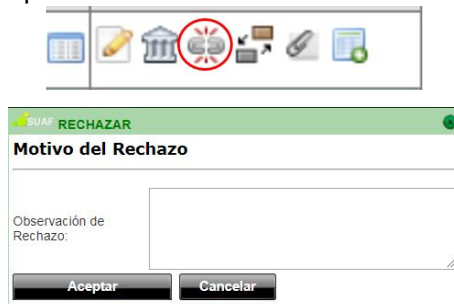 SUAF RECHAZAR
Motivo del Rechazo
Observación de
Rechazo:
Aceptar Cancelar